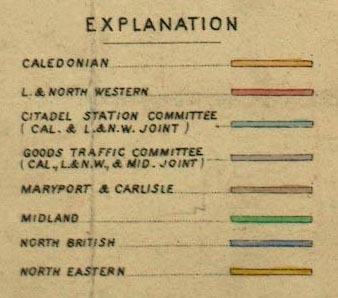 EXPLANATION
CALEDONIAN
L. & NORTH WESTERN
CITADEL STATION COMMITTEE
( CAL. & L.& N.W. JOINT )
GOODS TRAFFIC COMMITTEE
( CAL., L.& N.W., & MID. JOINT )
MARYPORT & CARLISLE
MIDLAND
NORTH BRITISH
NORTH EASTERN